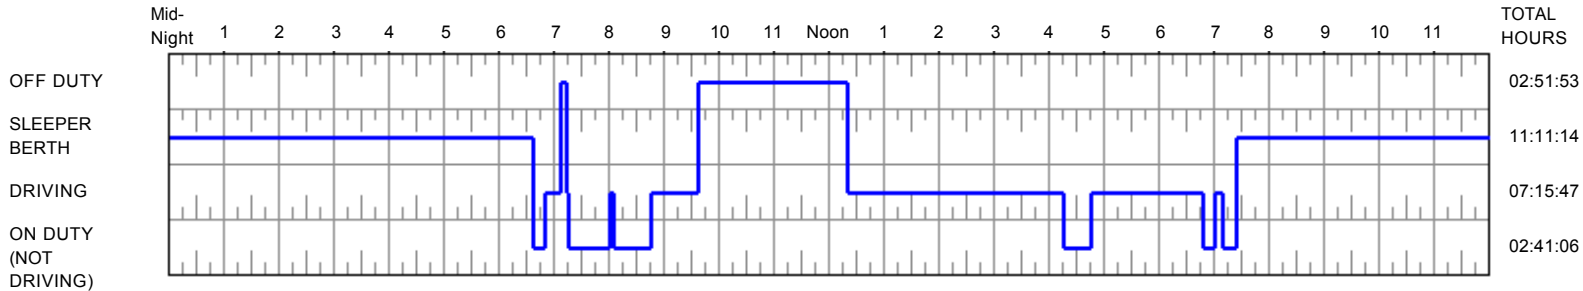 Mid-
Night 1 2 3 4 5 6 7 8 9 10 11 Noon 1 2 3 4 5 6 7 8 9 10 11 TOTAL
HOURS
OFF DUTY 02:51:53
SLEEPER
BERTH 11:11:14
DRIVING 07:15:47
ON DUTY
(NOT
DRIVING) 02:41:06